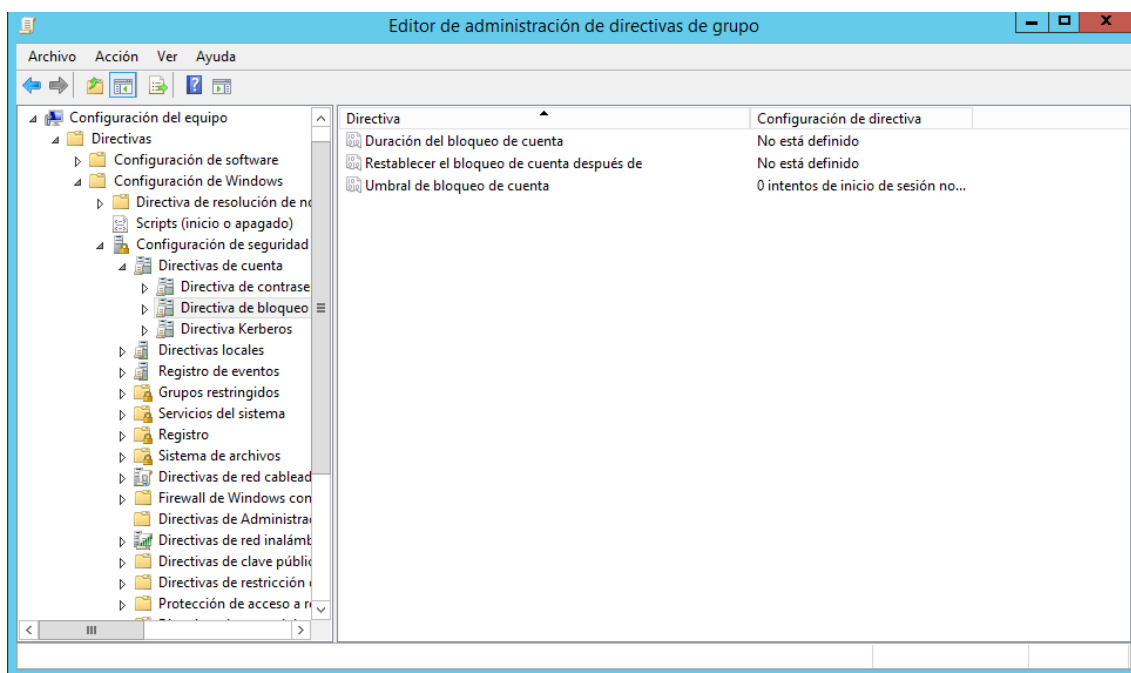 Editor de administración de directivas de grupo
Archivo Acción Ver Ayuda
Configuración del equipo
Directivas
Configuración de software
Configuración de Windows
Directiva de resolución de
Scripts (inicio o apagado)
Configuración de seguridad
Directivas de cuenta
Directiva de contrase
Directiva de bloqueo
Directiva Kerberos
Directivas locales
Registro de eventos
Grupos restringidos
Servicios del sistema
Registro
Sistema de archivos
Directivas de red cablead
Firewall de Windows con
Directivas de Administra
Directivas de red inalámb
Directivas de clave públic
Directivas de restricción
Protección de acceso a
Directiva Configuración de directiva
Duración del bloqueo de cuenta No está definido
Restablecer el bloqueo de cuenta después de No está definido
Umbral de bloqueo de cuenta 0 intentos de inicio de sesión no...